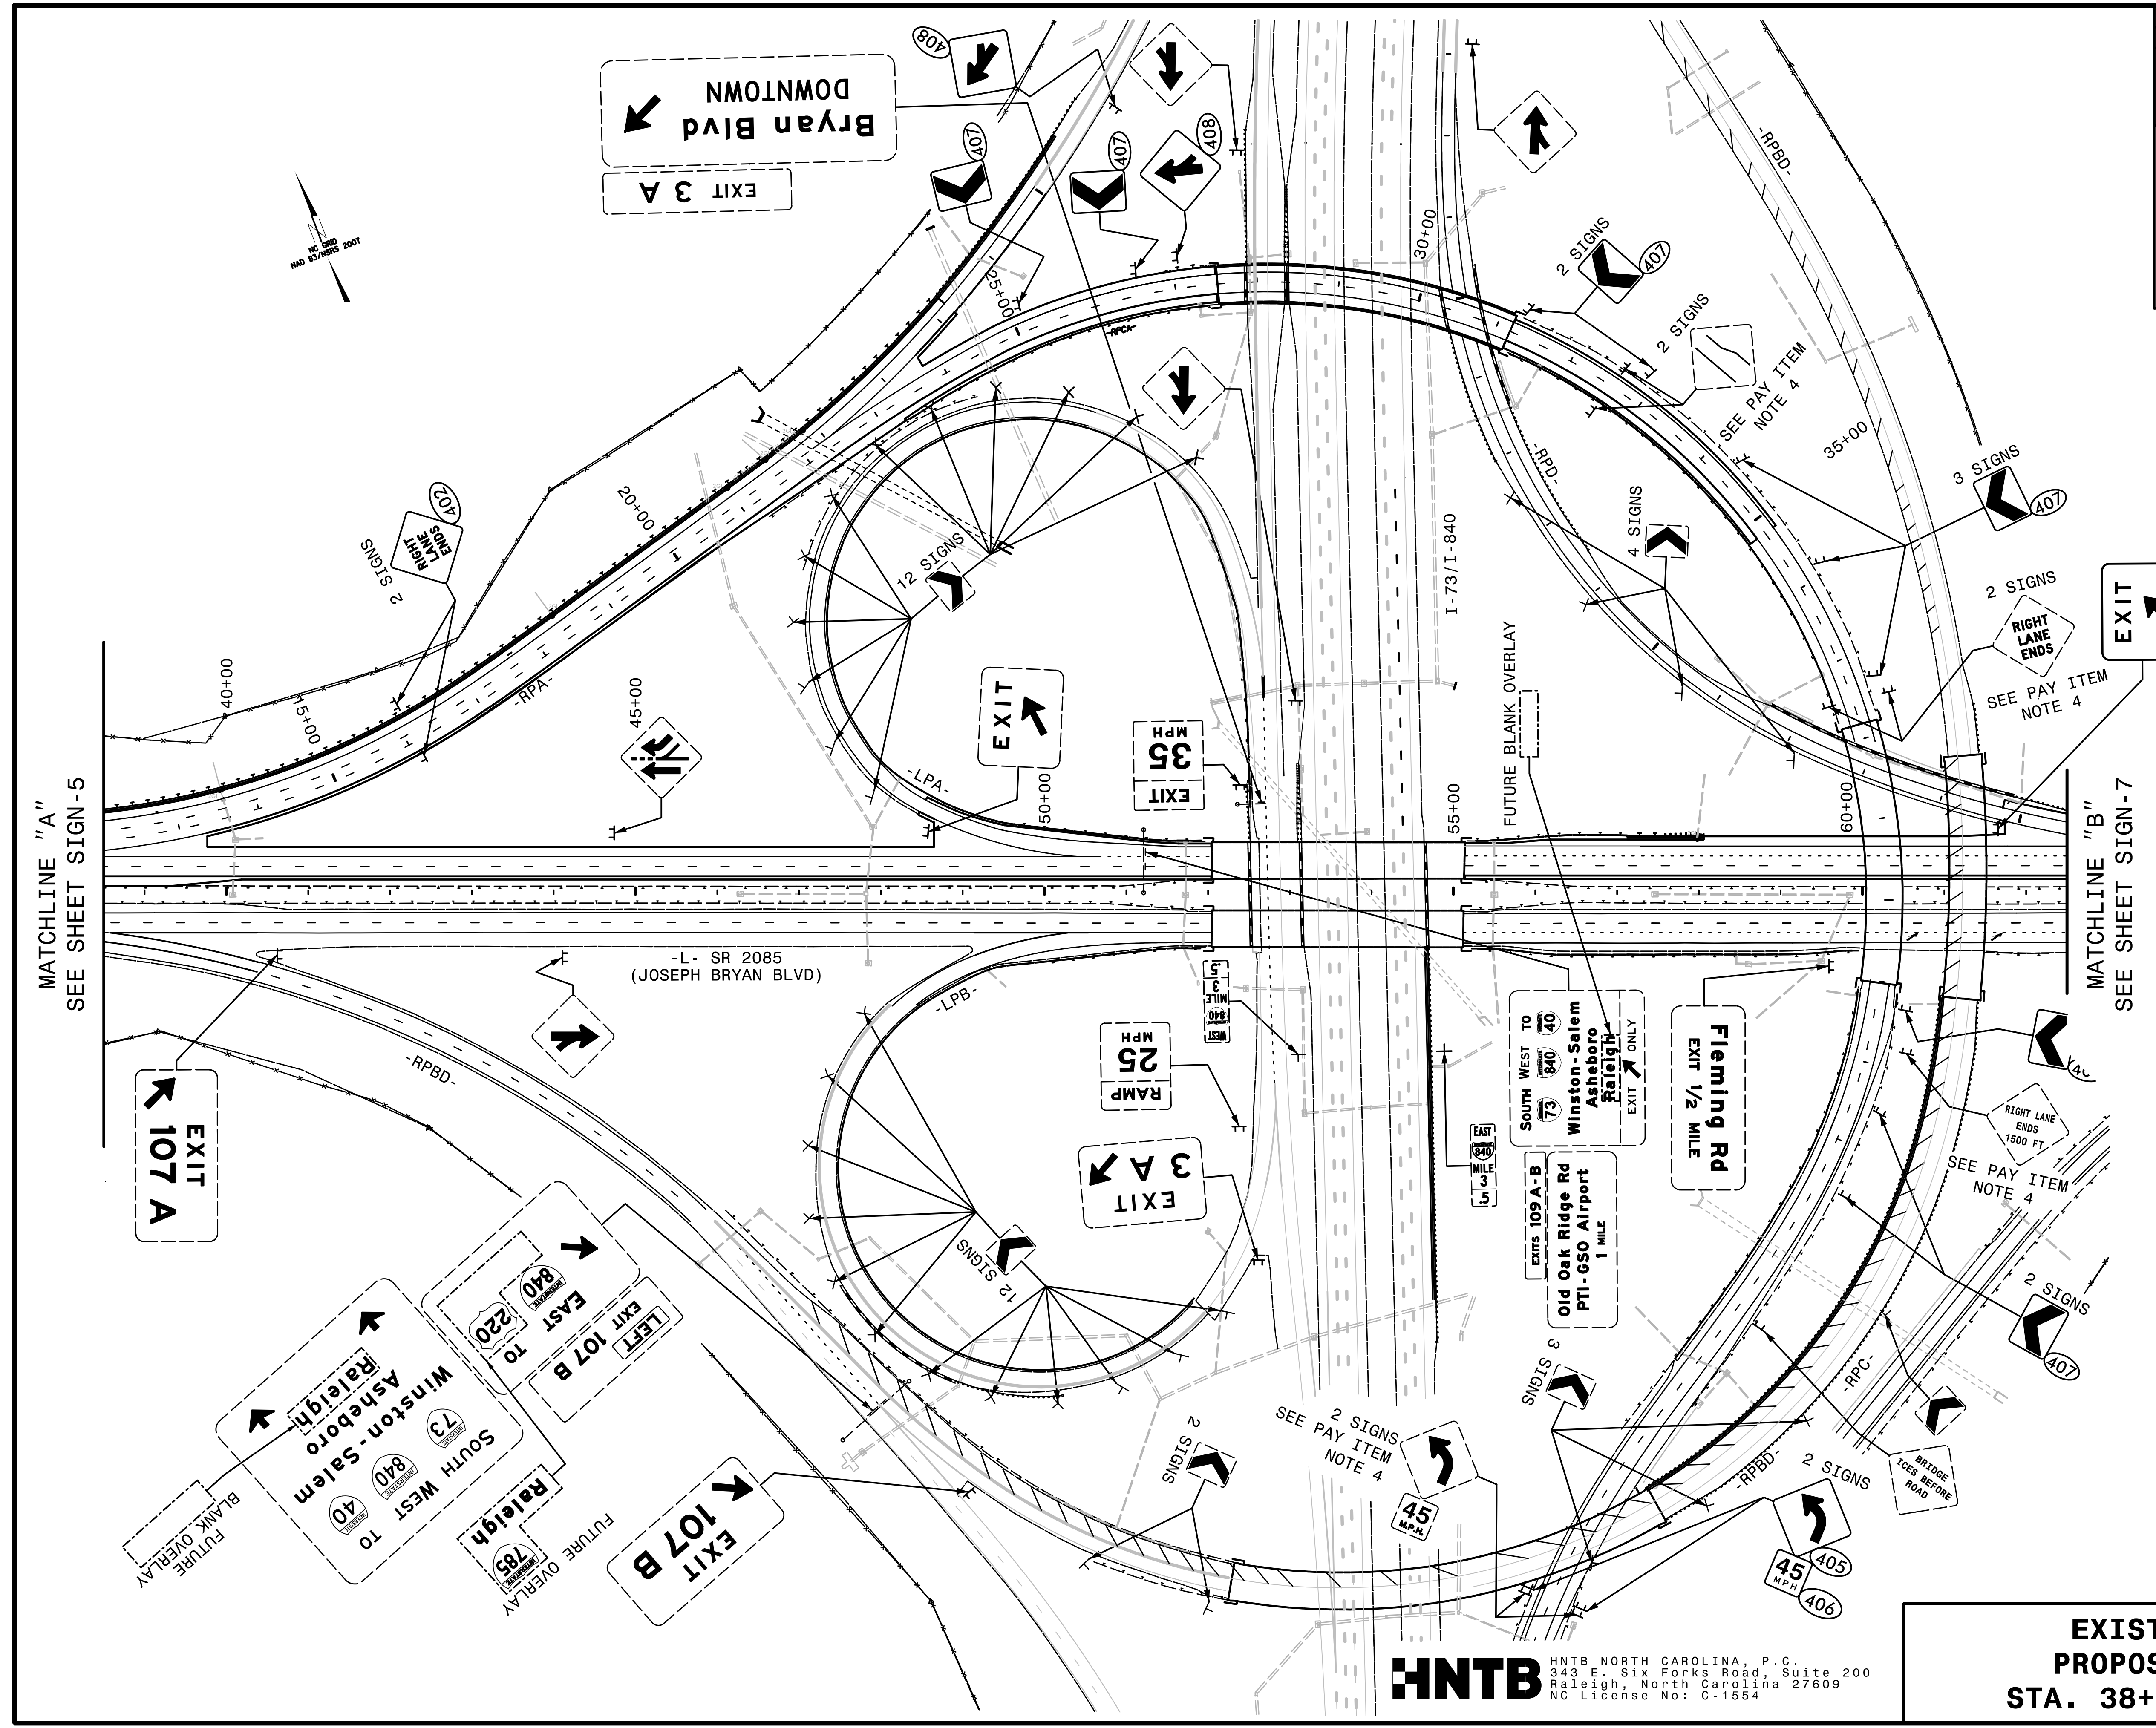 408
Bryan Blvd
DOWNTOWN
EXIT 3 A
407
407
408
NC GRID
NAD 83/NSRS 2007
25+00
-RPCA-
30+00
2 SIGNS
407
2 SIGNS
SEE PAY ITEM
NOTE 4
-RPBD-
35+00
3 SIGNS
407
-RPD-
4 SIGNS
I-73/I-840
20+00
402
RIGHT
LANE
ENDS
2 SIGNS
12 SIGNS
2 SIGNS
RIGHT
LANE
ENDS
SEE PAY ITEM
NOTE 4
EXIT
40+00
15+00
-RPA-
45+00
EXIT
-LPA-
50+00
EXIT
35
MPH
55+00
FUTURE BLANK OVERLAY
60+00
MATCHLINE "A"
SEE SHEET SIGN-5
MATCHLINE "B"
SEE SHEET SIGN-7
-L- SR 2085
(JOSEPH BRYAN BLVD)
-LPB-
WEST
840
MILE
3
.5
RAMP
25
MPH
EXIT
3 A
EAST
840
MILE
3
.5
SOUTH WEST TO
73 840 40
Winston-Salem
Asheboro
Raleigh
EXIT ONLY
EXITS 109 A-B
Old Oak Ridge Rd
PTI-GSO Airport
1 MILE
Fleming Rd
EXIT 1/2 MILE
RIGHT LANE
ENDS
1500 FT
SEE PAY ITEM
NOTE 4
2 SIGNS
407
-RPBD-
EXIT
107 A
12 SIGNS
LEFT
EXIT 107 B
EAST TO
840 220
SOUTH WEST TO
73 840 40
Winston-Salem
Asheboro
Raleigh
FUTURE
BLANK OVERLAY
785
INTERSTATE
Raleigh
FUTURE OVERLAY
EXIT
107 B
2 SIGNS
2 SIGNS
SEE PAY ITEM
NOTE 4
45
M.P.H.
3 SIGNS
-RPC-
-RPBD-
BRIDGE
ICES BEFORE
ROAD
2 SIGNS
405
45
MPH
406
HNTB
HNTB NORTH CAROLINA, P.C.
343 E. Six Forks Road, Suite 200
Raleigh, North Carolina 27609
NC License No: C-1554
EXIST
PROPOS
STA. 38+